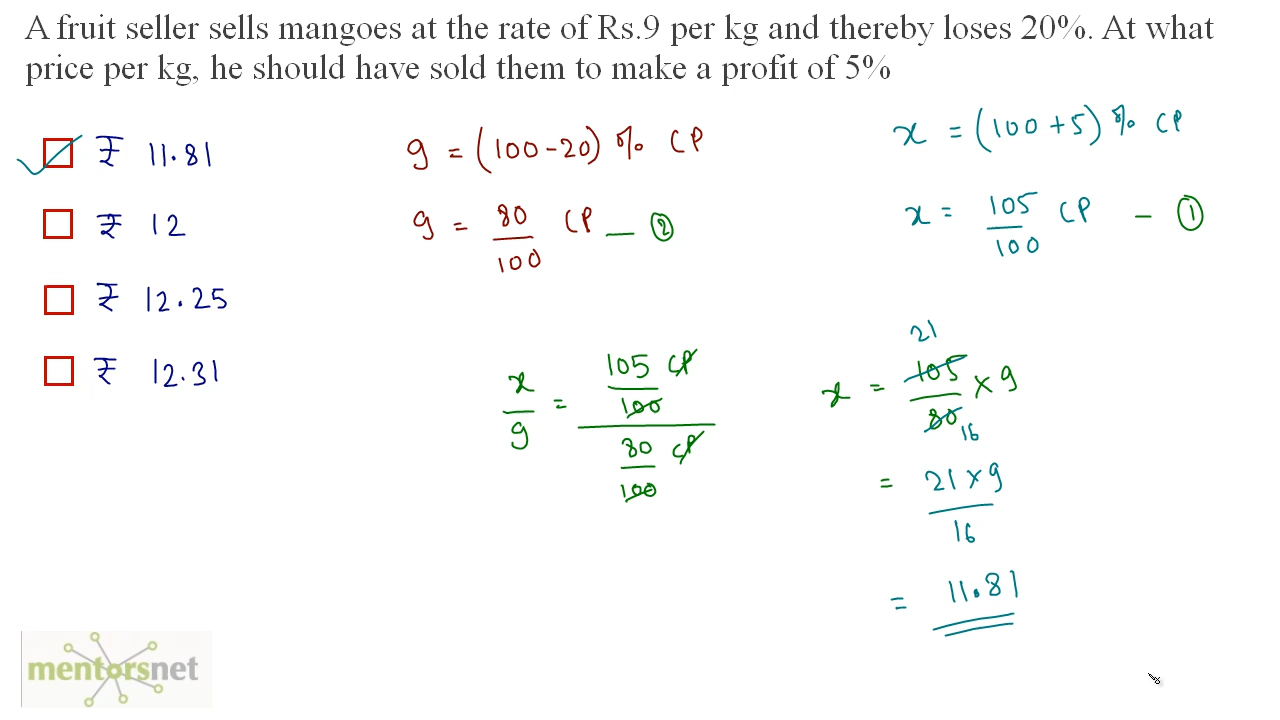 A fruit seller sells mangoes at the rate of Rs.9 per kg and thereby loses 20%. At what
price per kg, he should have sold them to make a profit of 5%
₹ 11.81
₹ 12
₹ 12.25
₹ 12.31
9 = (100-20) % CP
9 = 80/100 CP — ②
x = (100+5) % CP
x = 105/100 CP - ①
x/9 = (105/100 CP)/(80/100 CP)
21
x = 105/80 x 9
16
= 21 x 9/16
= 11.81
mentorsnet